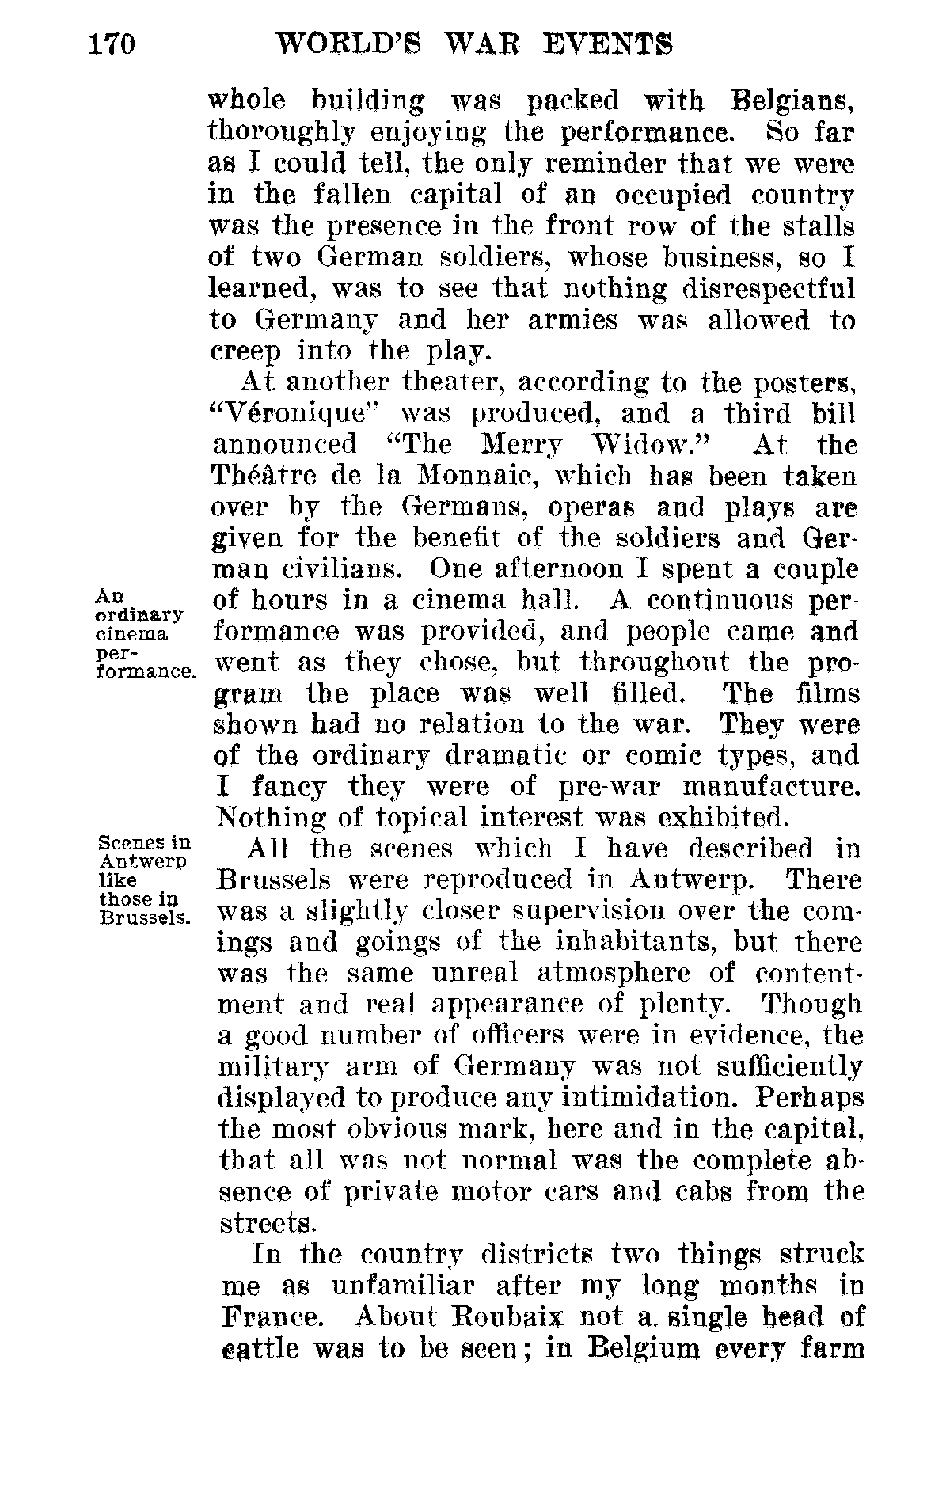 170 WORLD'S WAR EVENTS
whole building was packed with Belgians,
thoroughly enjoying the performance. So far
as I could tell, the only reminder that we were
in the fallen capital of an occupied country
was the presence in the front row of the stalls
of two German soldiers, whose business, so I
learned, was to see that nothing disrespectful
to Germany and her armies was allowed to
creep into the play.
At another theater, according to the posters,
"Véronique" was produced, and a third bill
announced "The Merry Widow." At the
Théâtre de la Monnaie, which has been taken
over by the Germans, operas and plays are
given for the benefit of the soldiers and Ger-
man civilians. One afternoon I spent a couple
An
ordinary
cinema
per-
formance.
of hours in a cinema hall. A continuous per-
formance was provided, and people came and
went as they chose, but throughout the pro-
gram the place was well filled. The films
shown had no relation to the war. They were
of the ordinary dramatic or comic types, and
I fancy they were of pre-war manufacture.
Nothing of topical interest was exhibited.
Scenes in
Antwerp
like
those in
Brussels.
All the scenes which I have described in
Brussels were reproduced in Antwerp. There
was a slightly closer supervision over the com-
ings and goings of the inhabitants, but there
was the same unreal atmosphere of content-
ment and real appearance of plenty. Though
a good number of officers were in evidence, the
military arm of Germany was not sufficiently
displayed to produce any intimidation. Perhaps
the most obvious mark, here and in the capital,
that all was not normal was the complete ab-
sence of private motor cars and cabs from the
streets.
In the country districts two things struck
me as unfamiliar after my long months in
France. About Roubaix not a single head of
cattle was to be seen; in Belgium every farm